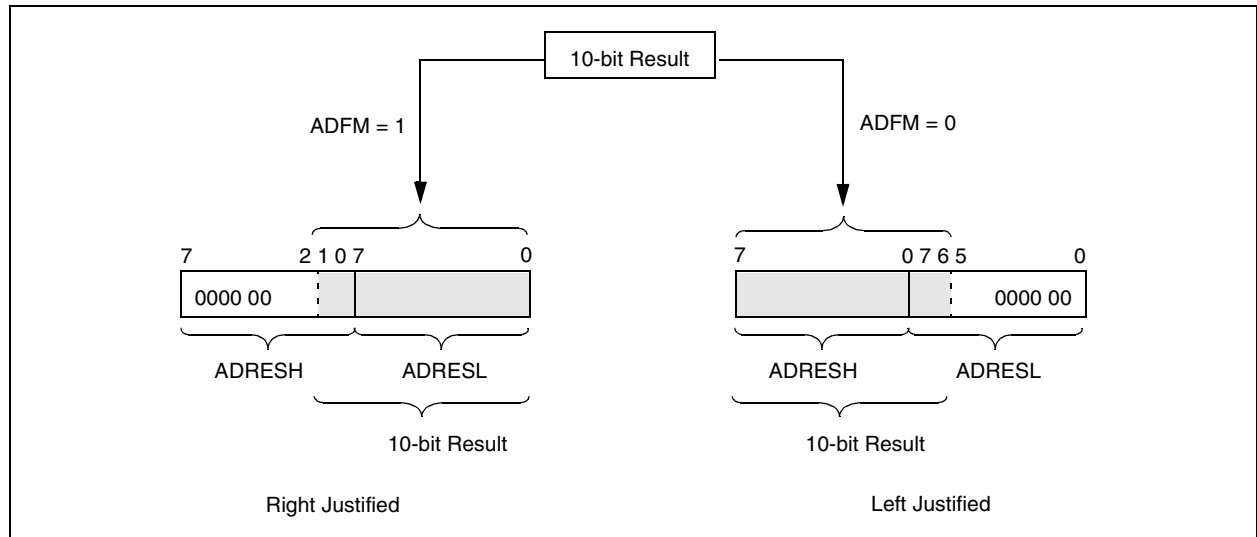 10-bit Result
ADFM = 1
ADFM = 0
7 2 1 0 7 0
7 0 7 6 5 0
0000 00
0000 00
ADRESH ADRESL
ADRESH ADRESL
10-bit Result
10-bit Result
Right Justified
Left Justified